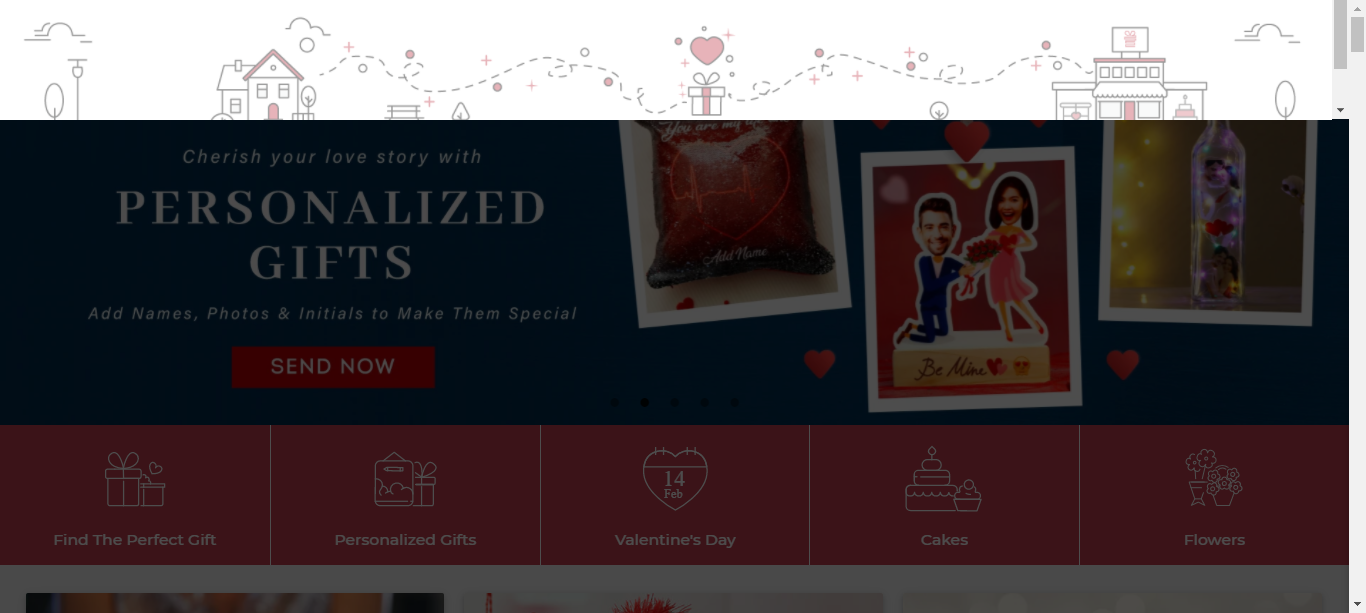 You are my
Cherish your love story with
PERSONALIZED
GIFTS
Add Name
Add Names, Photos & Initials to Make Them Special
SEND NOW
Be Mine
14
Feb
Find The Perfect Gift
Personalized Gifts
Valentine's Day
Cakes
Flowers